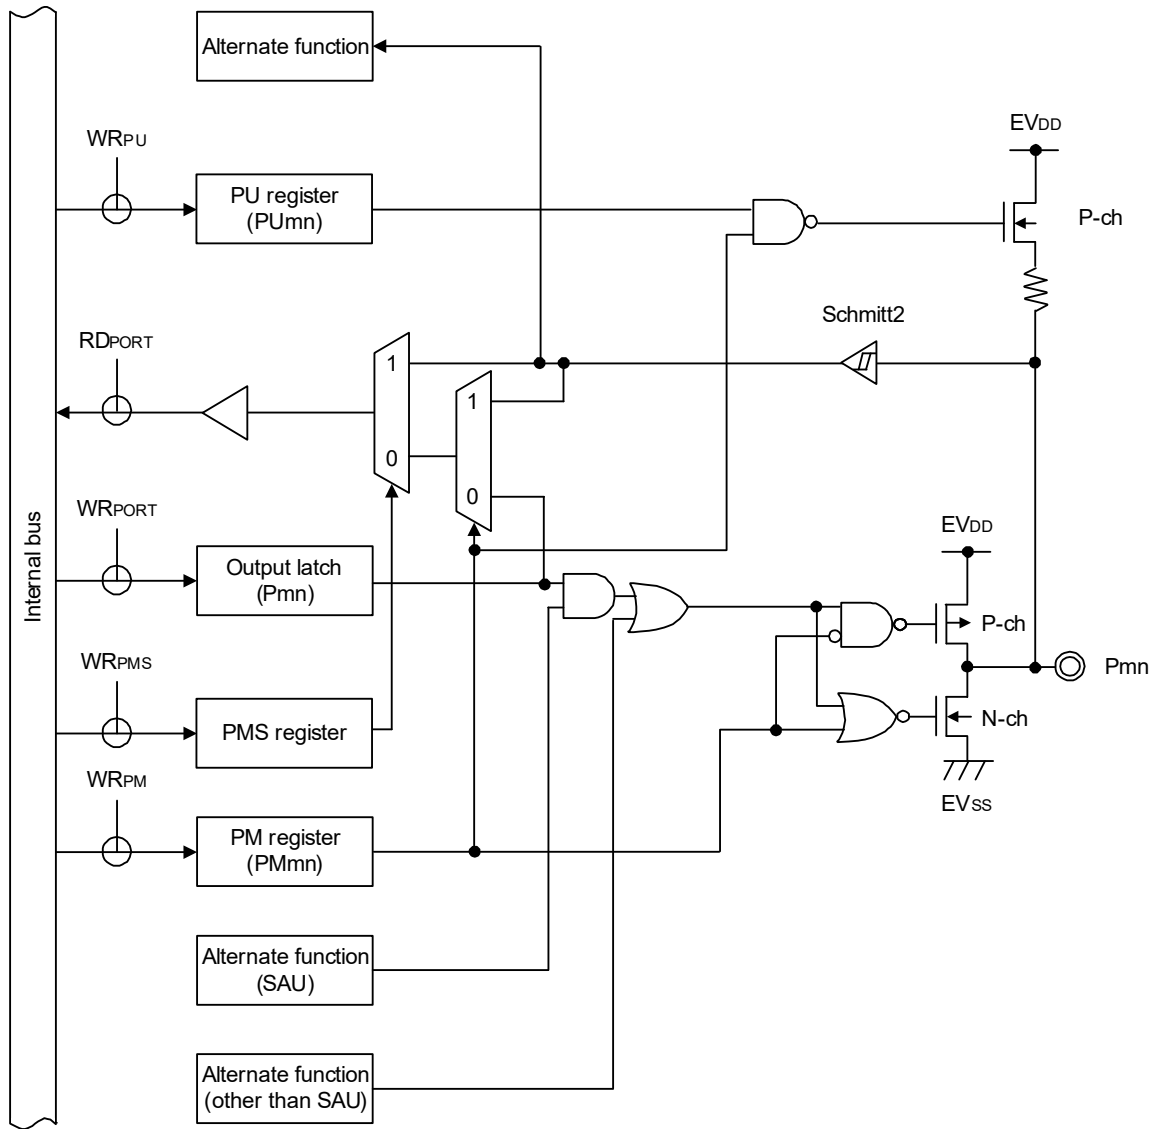 Alternate function
WRPU
EVDD
PU register
(PUmn)
P-ch
Schmitt2
RDPORT
1
1
0
0
WRPORT
EVDD
Output latch
(Pmn)
P-ch
Internal bus
WRPMS
Pmn
PMS register
N-ch
WRPM
EVSS
PM register
(PMmn)
Alternate function
(SAU)
Alternate function
(other than SAU)